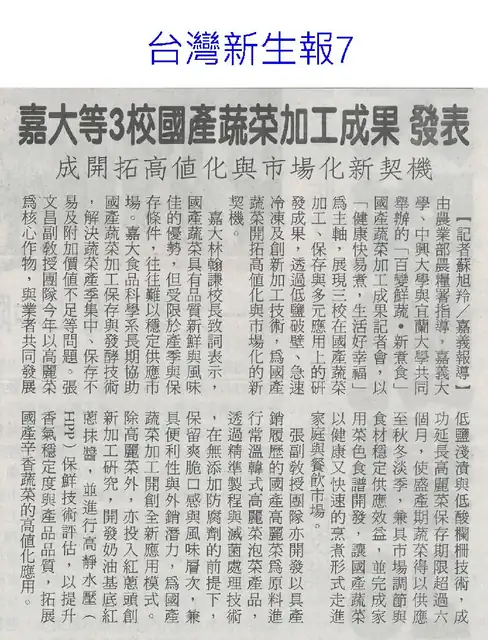 台灣新生報7
嘉大等3校國產蔬菜加工成果 發表
成開拓高值化與市場化新契機
【記者蘇旭羚／嘉義報導】
由農業部農糧署指導，嘉義大
學、中興大學與宜蘭大學共同
舉辦的「百變鮮蔬•新煮食」
國產蔬菜加工成果記者會，以
「健康快易煮，生活好幸福」
為主軸，展現三校在國產蔬菜
加工、保存與多元應用上的研
發成果，透過低鹽破壁、急速
冷凍及創新加工技術，為國產
蔬菜開拓高值化與市場化的新
契機。
嘉大林翰謙校長致詞表示，
國產蔬菜具有品質新鮮與風味
佳的優勢，但受限於產季與保
存條件，往往難以穩定供應市
場。嘉大食品科學系長期協助
國產蔬菜加工保存與發酵技術
，解決蔬菜產季集中、保存不
易及附加價值不足等問題。張
文昌副教授團隊今年以高麗菜
為核心作物，與業者共同發展
低鹽淺漬與低酸欄柵技術，成
功延長高麗菜保存期限超過六
個月，使盛產期蔬菜得以供應
至秋冬淡季，兼具市場調節與
食材穩定供應效益，並完成家
用菜色食譜開發，讓國產蔬菜
以健康又快速的烹煮形式走進
家庭與餐飲市場。
張副教授團隊亦開發以具產
銷履歷的國產高麗菜為原料進
行常溫韓式高麗菜泡菜產品，
透過精準製程與滅菌處理技術
，在無添加防腐劑的前提下，
保留爽脆口感與風味層次，兼
具便利性與外銷潛力，為國產
蔬菜加工開創全新應用模式。
除高麗菜外，亦投入紅蔥頭創
新加工研究，開發奶油基底紅
蔥抹醬，並進行高靜水壓（
HPP）保鮮技術評估，以提升
香氣穩定度與產品品質，拓展
國產辛香蔬菜的高值化應用。